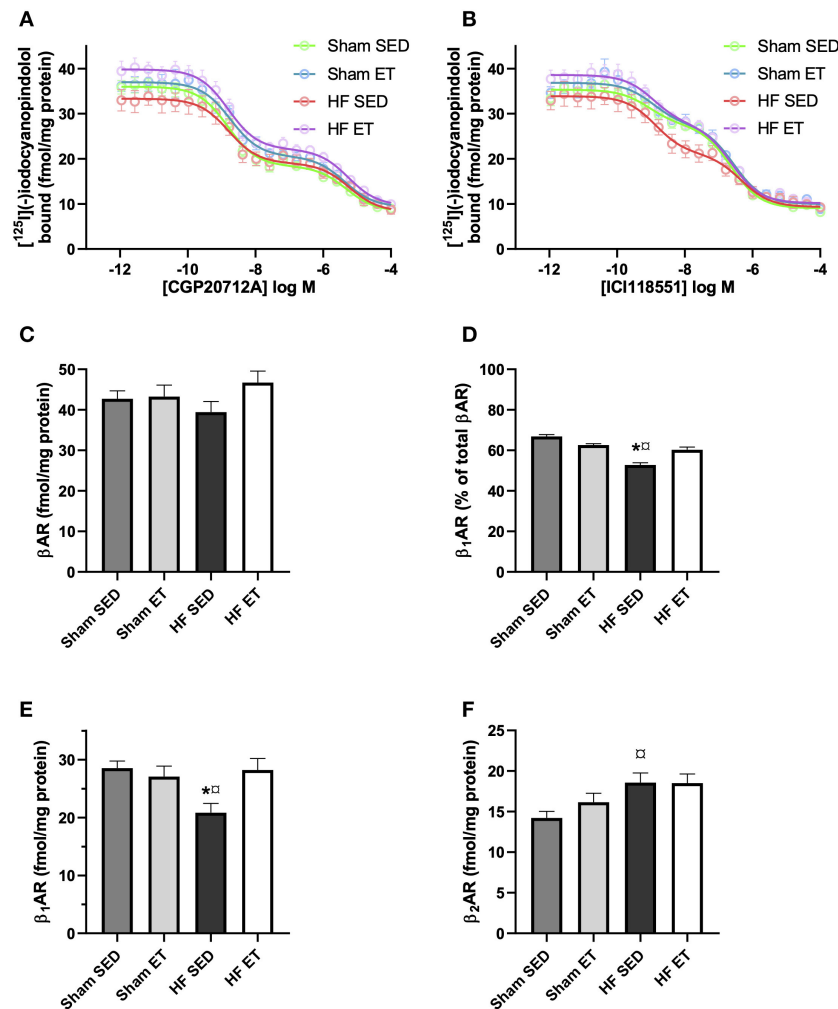 A
[¹²⁵I](-)iodocyanopindolol
bound (fmol/mg protein)
40
30
20
10
0
-12
-10
-8
-6
-4
[CGP20712A] log M
Sham SED
Sham ET
HF SED
HF ET
B
[¹²⁵I](-)iodocyanopindolol
bound (fmol/mg protein)
40
30
20
10
0
-12
-10
-8
-6
-4
[ICI118551] log M
Sham SED
Sham ET
HF SED
HF ET
C
βAR (fmol/mg protein)
50
40
30
20
10
0
Sham SED
Sham ET
HF SED
HF ET
D
β₁AR (% of total βAR)
100
80
60
40
20
0
*¤
Sham SED
Sham ET
HF SED
HF ET
E
β₁AR (fmol/mg protein)
30
20
10
0
*¤
Sham SED
Sham ET
HF SED
HF ET
F
β₂AR (fmol/mg protein)
25
20
15
10
5
0
¤
Sham SED
Sham ET
HF SED
HF ET